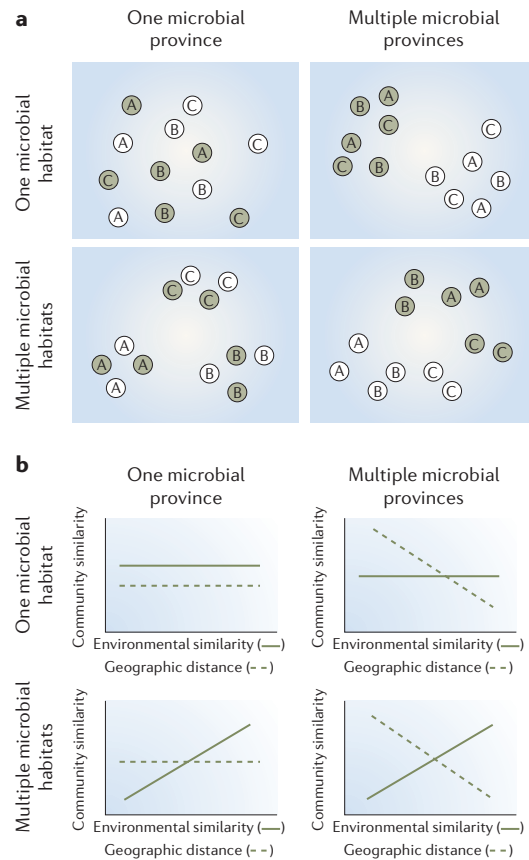 a
One microbial
province
Multiple microbial
provinces
One microbial
habitat
A
C
B
A
A
C
B
C
B
A
B
C
A
B
C
A
C
B
C
A
B
B
C
A
Multiple microbial
habitats
C
C
C
C
A
A
A
A
B
B
B
B
B
A
A
B
C
C
A
A
B
B
C
C
b
One microbial
province
Multiple microbial
provinces
One microbial
habitat
Community similarity
Environmental similarity (—)
Geographic distance (--)
Community similarity
Environmental similarity (—)
Geographic distance (--)
Multiple microbial
habitats
Community similarity
Environmental similarity (—)
Geographic distance (--)
Community similarity
Environmental similarity (—)
Geographic distance (--)